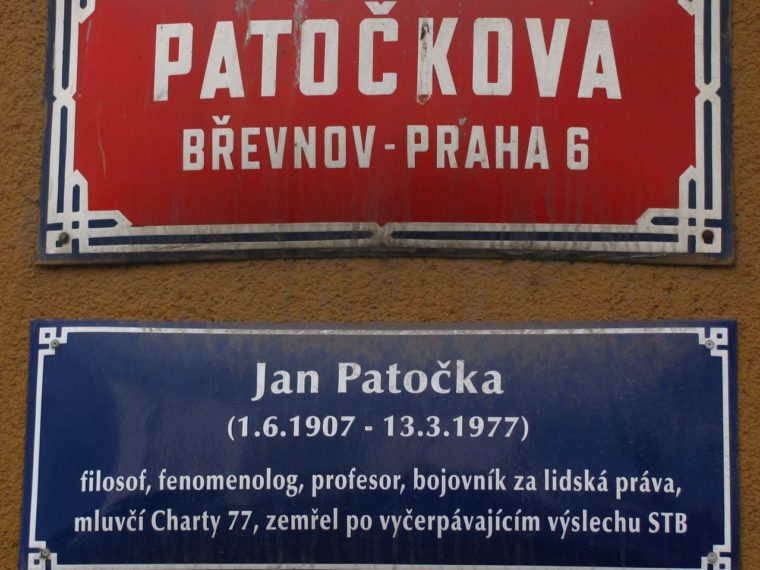 PATOČKOVA
BŘEVNOV - PRAHA 6
Jan Patočka
(1.6.1907 - 13.3.1977)
filosof, fenomenolog, profesor, bojovník za lidská práva,
mluvčí Charty 77, zemřel po vyčerpávajícím výslechu STB